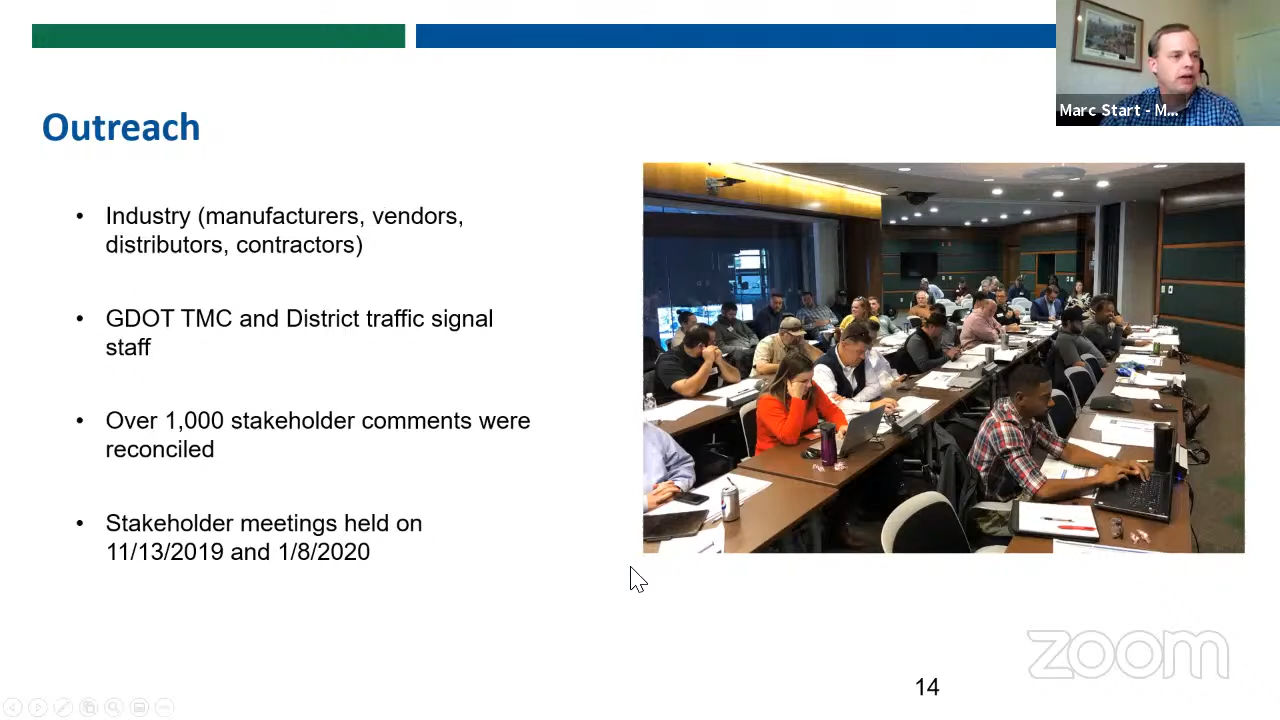 Marc Start - M...
Outreach
• Industry (manufacturers, vendors,
distributors, contractors)
• GDOT TMC and District traffic signal
staff
• Over 1,000 stakeholder comments were
reconciled
• Stakeholder meetings held on
11/13/2019 and 1/8/2020
zoom
14